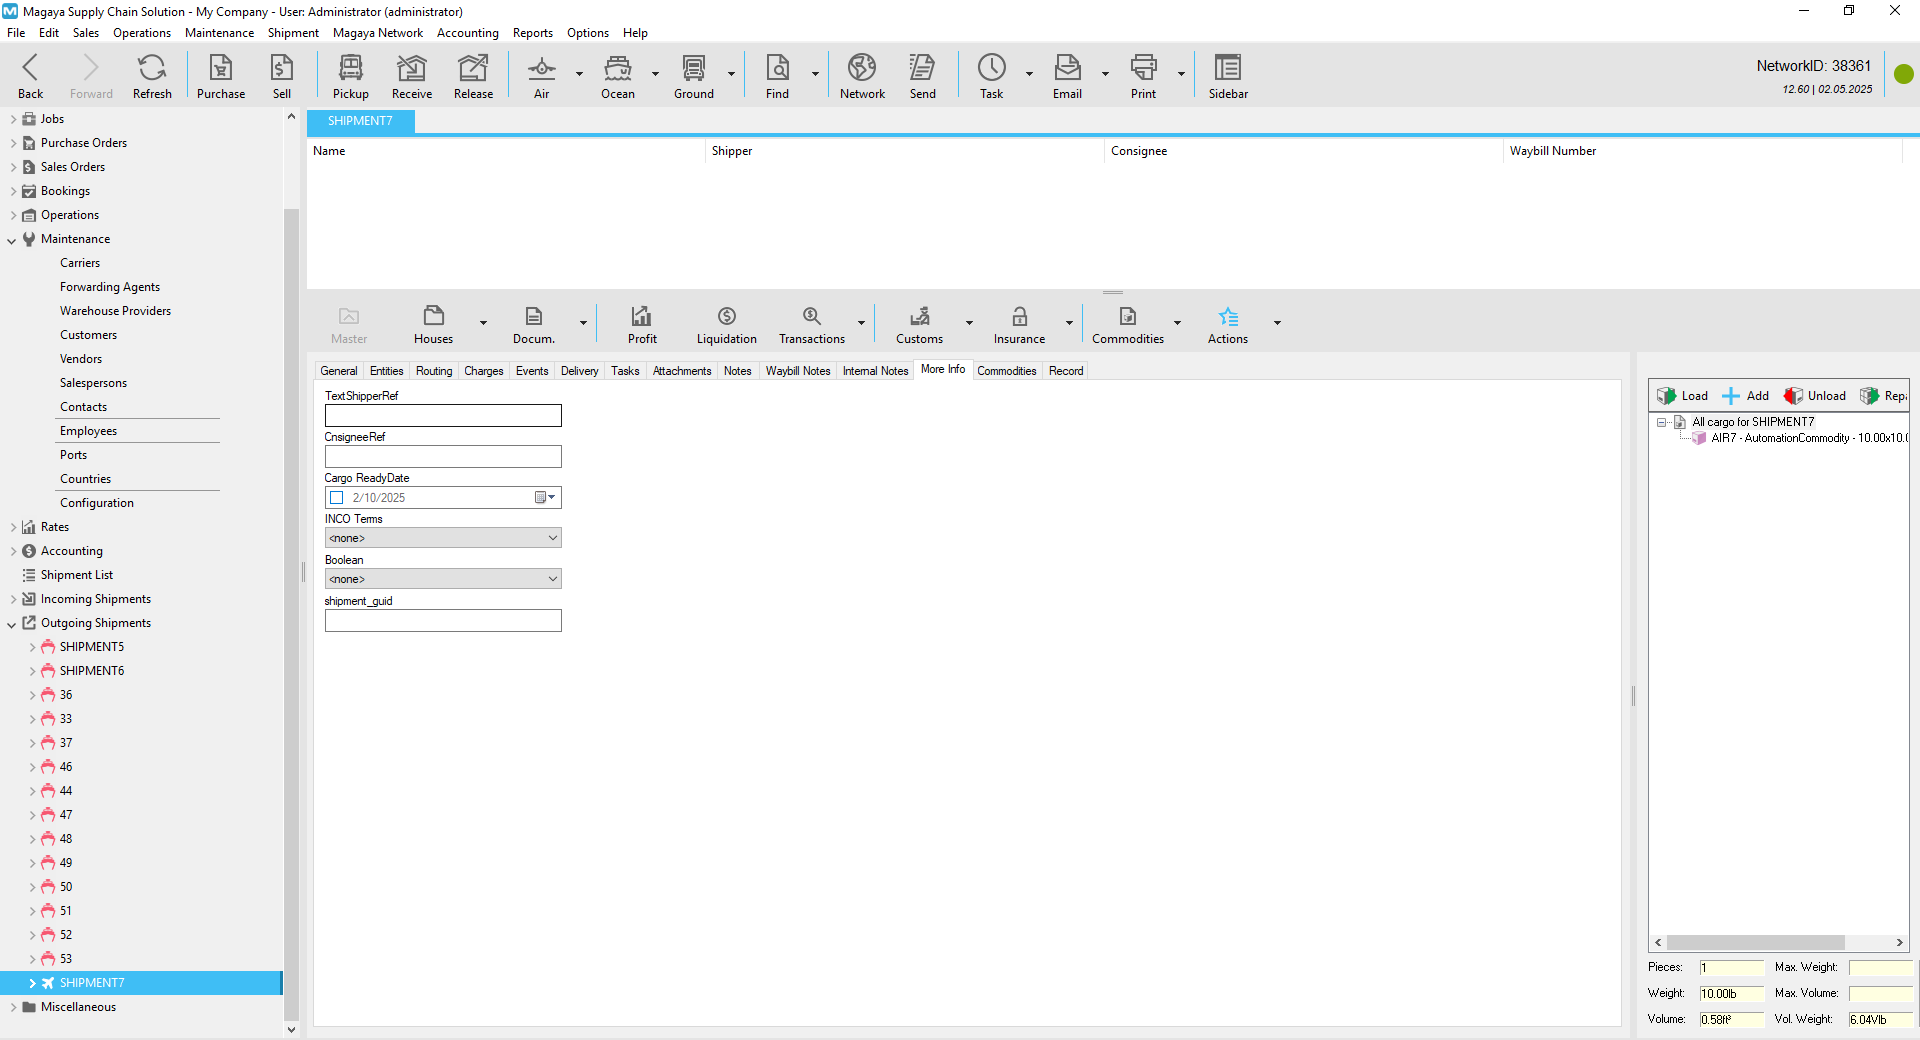 Magaya Supply Chain Solution - My Company - User: Administrator (administrator)
File Edit Sales Operations Maintenance Shipment Magaya Network Accounting Reports Options Help
Back Forward Refresh Purchase Sell Pickup Receive Release Air Ocean Ground Find Network Send Task Email Print Sidebar
NetworkID: 38361
12.60 | 02.05.2025
Jobs
Purchase Orders
Sales Orders
Bookings
Operations
Maintenance
Carriers
Forwarding Agents
Warehouse Providers
Customers
Vendors
Salespersons
Contacts
Employees
Ports
Countries
Configuration
Rates
Accounting
Shipment List
Incoming Shipments
Outgoing Shipments
SHIPMENT5
SHIPMENT6
36
33
37
46
44
47
48
49
50
51
52
53
SHIPMENT7
Miscellaneous
SHIPMENT7
Name Shipper Consignee Waybill Number
Master Houses Docum. Profit Liquidation Transactions Customs Insurance Commodities Actions
General Entities Routing Charges Events Delivery Tasks Attachments Notes Waybill Notes Internal Notes More Info Commodities Record
TextShipperRef
CnsigneeRef
Cargo ReadyDate
2/10/2025
INCO Terms
<none>
Boolean
<none>
shipment_guid
Load Add Unload Repa
All cargo for SHIPMENT7
AIR7 - AutomationCommodity - 10.00x10.0
Pieces: 1 Max. Weight:
Weight: 10.00lb Max. Volume:
Volume: 0.58ft³ Vol. Weight: 6.04Vlb